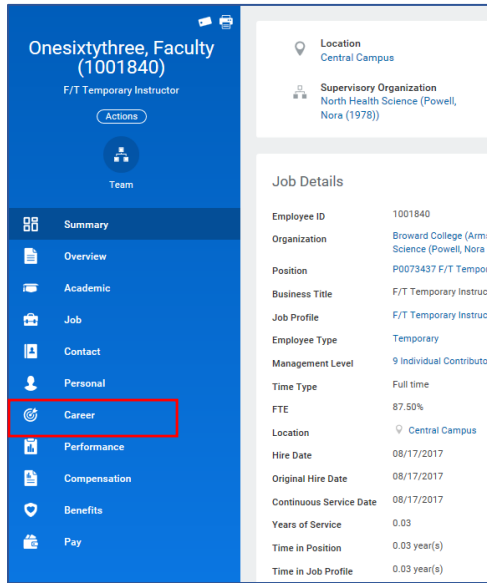 Onesixtythree, Faculty
(1001840)
F/T Temporary Instructor
Actions
Team
Summary
Overview
Academic
Job
Contact
Personal
Career
Performance
Compensation
Benefits
Pay
Location
Central Campus
Supervisory Organization
North Health Science (Powell,
Nora (1978))
Job Details
Employee ID 1001840
Organization Broward College (Arms
Science (Powell, Nora
Position P0073437 F/T Tempor
Business Title F/T Temporary Instruc
Job Profile F/T Temporary Instruc
Employee Type Temporary
Management Level 9 Individual Contributo
Time Type Full time
FTE 87.50%
Location Central Campus
Hire Date 08/17/2017
Original Hire Date 08/17/2017
Continuous Service Date 08/17/2017
Years of Service 0.03
Time in Position 0.03 year(s)
Time in Job Profile 0.03 year(s)